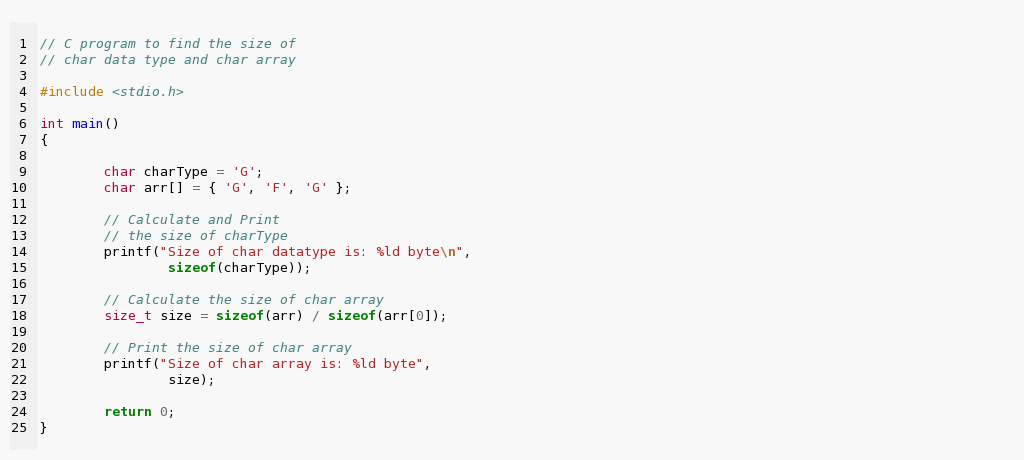 1 // C program to find the size of
2 // char data type and char array
3
4 #include <stdio.h>
5
6 int main()
7 {
8
9         char charType = 'G';
10         char arr[] = { 'G', 'F', 'G' };
11
12         // Calculate and Print
13         // the size of charType
14         printf("Size of char datatype is: %ld byte\n",
15                 sizeof(charType));
16
17         // Calculate the size of char array
18         size_t size = sizeof(arr) / sizeof(arr[0]);
19
20         // Print the size of char array
21         printf("Size of char array is: %ld byte",
22                 size);
23
24         return 0;
25 }